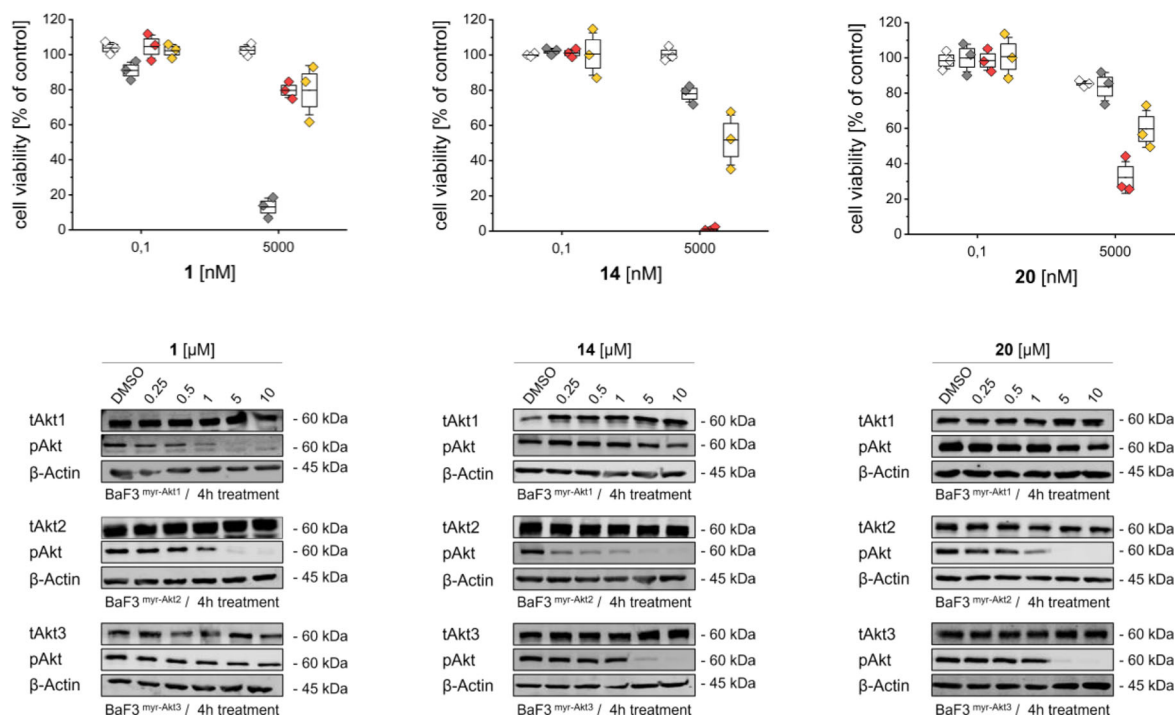 120
100
80
60
40
20
0
cell viability [% of control]
0,1 5000
1 [nM]
120
100
80
60
40
20
0
cell viability [% of control]
0,1 5000
14 [nM]
120
100
80
60
40
20
0
cell viability [% of control]
0,1 5000
20 [nM]
1 [µM]
DMSO 0.25 0.5 1 5 10
tAkt1 - 60 kDa
pAkt - 60 kDa
β-Actin - 45 kDa
BaF3 myr-Akt1 / 4h treatment
tAkt2 - 60 kDa
pAkt - 60 kDa
β-Actin - 45 kDa
BaF3 myr-Akt2 / 4h treatment
tAkt3 - 60 kDa
pAkt - 60 kDa
β-Actin - 45 kDa
BaF3 myr-Akt3 / 4h treatment
14 [µM]
DMSO 0.25 0.5 1 5 10
tAkt1 - 60 kDa
pAkt - 60 kDa
β-Actin - 45 kDa
BaF3 myr-Akt1 / 4h treatment
tAkt2 - 60 kDa
pAkt - 60 kDa
β-Actin - 45 kDa
BaF3 myr-Akt2 / 4h treatment
tAkt3 - 60 kDa
pAkt - 60 kDa
β-Actin - 45 kDa
BaF3 myr-Akt3 / 4h treatment
20 [µM]
DMSO 0.25 0.5 1 5 10
tAkt1 - 60 kDa
pAkt - 60 kDa
β-Actin - 45 kDa
BaF3 myr-Akt1 / 4h treatment
tAkt2 - 60 kDa
pAkt - 60 kDa
β-Actin - 45 kDa
BaF3 myr-Akt2 / 4h treatment
tAkt3 - 60 kDa
pAkt - 60 kDa
β-Actin - 45 kDa
BaF3 myr-Akt3 / 4h treatment